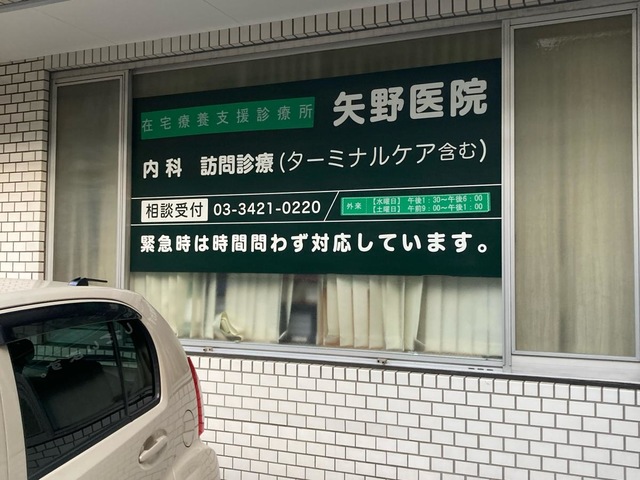 在宅療養支援診療所 矢野医院
内科 訪問診療(ターミナルケア含む)
相談受付 03-3421-0220 外来 【水曜日】 午後1:30～午後6:00
【土曜日】 午前9:00～午後1:00
緊急時は時間問わず対応しています。